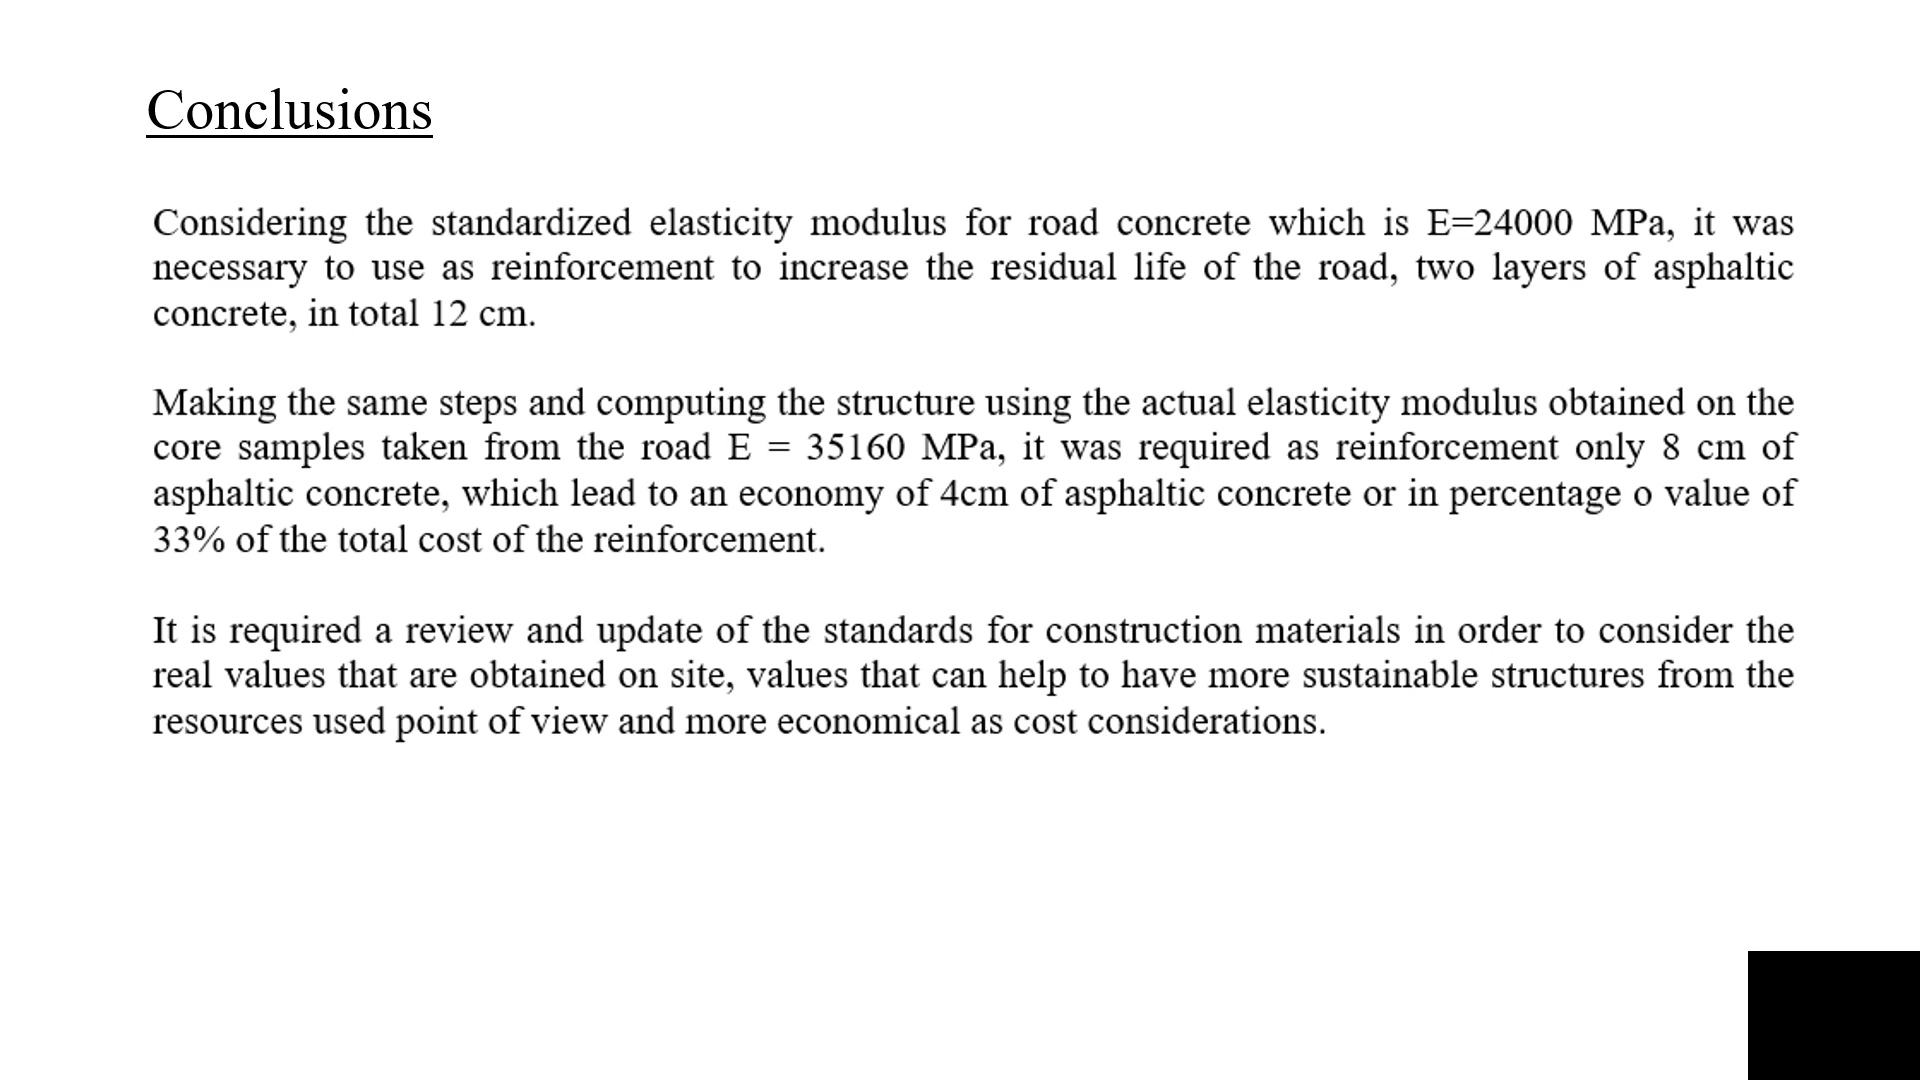 Conclusions
Considering the standardized elasticity modulus for road concrete which is E=24000 MPa, it was
necessary to use as reinforcement to increase the residual life of the road, two layers of asphaltic
concrete, in total 12 cm.
Making the same steps and computing the structure using the actual elasticity modulus obtained on the
core samples taken from the road E = 35160 MPa, it was required as reinforcement only 8 cm of
asphaltic concrete, which lead to an economy of 4cm of asphaltic concrete or in percentage o value of
33% of the total cost of the reinforcement.
It is required a review and update of the standards for construction materials in order to consider the
real values that are obtained on site, values that can help to have more sustainable structures from the
resources used point of view and more economical as cost considerations.